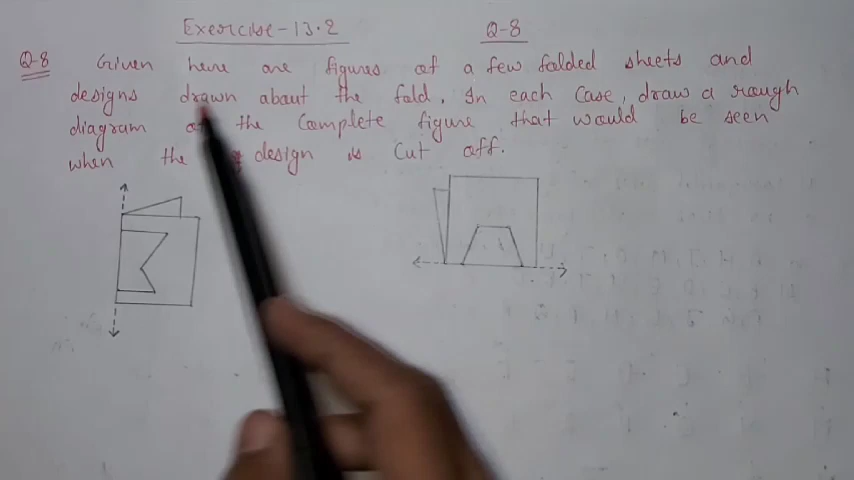 Exercise-13.2
Q-8
Q-8 Given here are figures of a few folded sheets and
designs drawn about the fold. In each case, draw a rough
diagram of the Complete figure that would be seen
when the design is cut off.